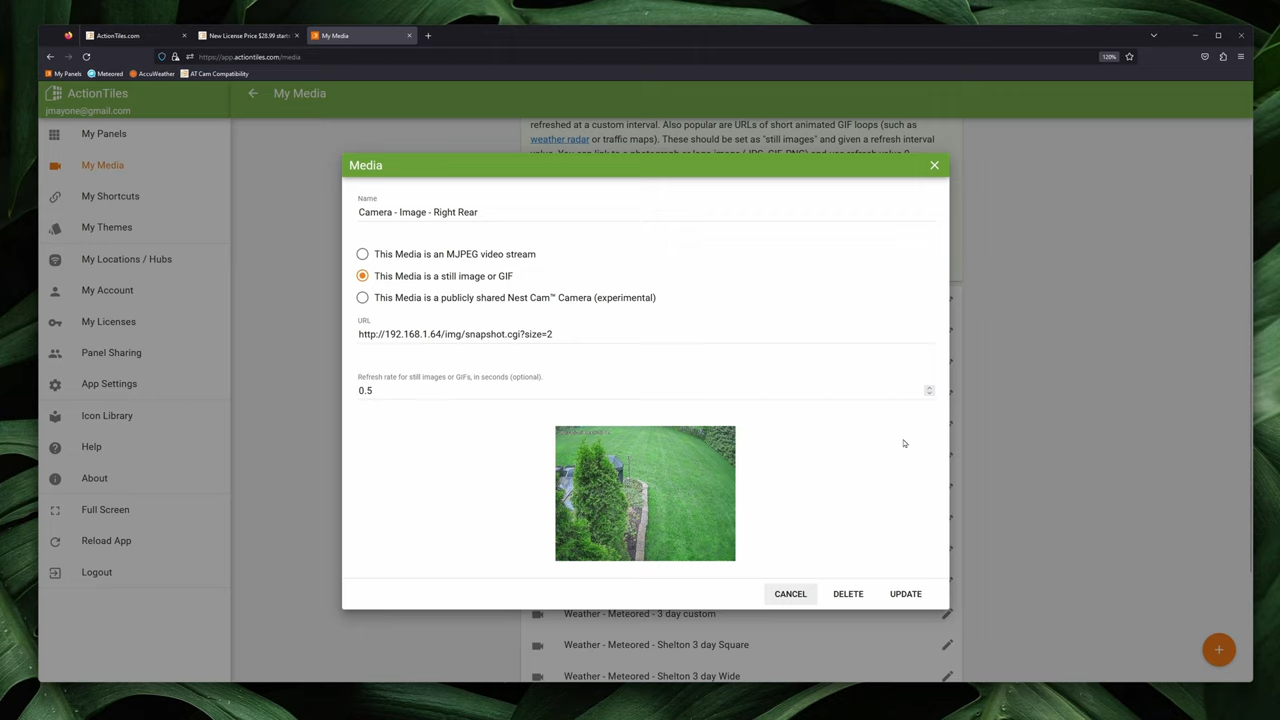 ActionTiles.com
New License Price $28.99 starts
My Media
https://app.actiontiles.com/media
120%
My Panels
Meteored
AccuWeather
AT Cam Compatibility
ActionTiles
jmayone@gmail.com
My Media
My Panels
My Media
My Shortcuts
My Themes
My Locations / Hubs
My Account
My Licenses
Panel Sharing
App Settings
Icon Library
Help
About
Full Screen
Reload App
Logout
refreshed at a custom interval. Also popular are URLs of short animated GIF loops (such as
weather radar or traffic maps). These should be set as "still images" and given a refresh interval
Media
Name
Camera - Image - Right Rear
This Media is an MJPEG video stream
This Media is a still image or GIF
This Media is a publicly shared Nest Cam™ Camera (experimental)
URL
http://192.168.1.64/img/snapshot.cgi?size=2
Refresh rate for still images or GIFs, in seconds (optional).
0.5
CANCEL
DELETE
UPDATE
Weather - Meteored - 3 day custom
Weather - Meteored - Shelton 3 day Square
Weather - Meteored - Shelton 3 day Wide